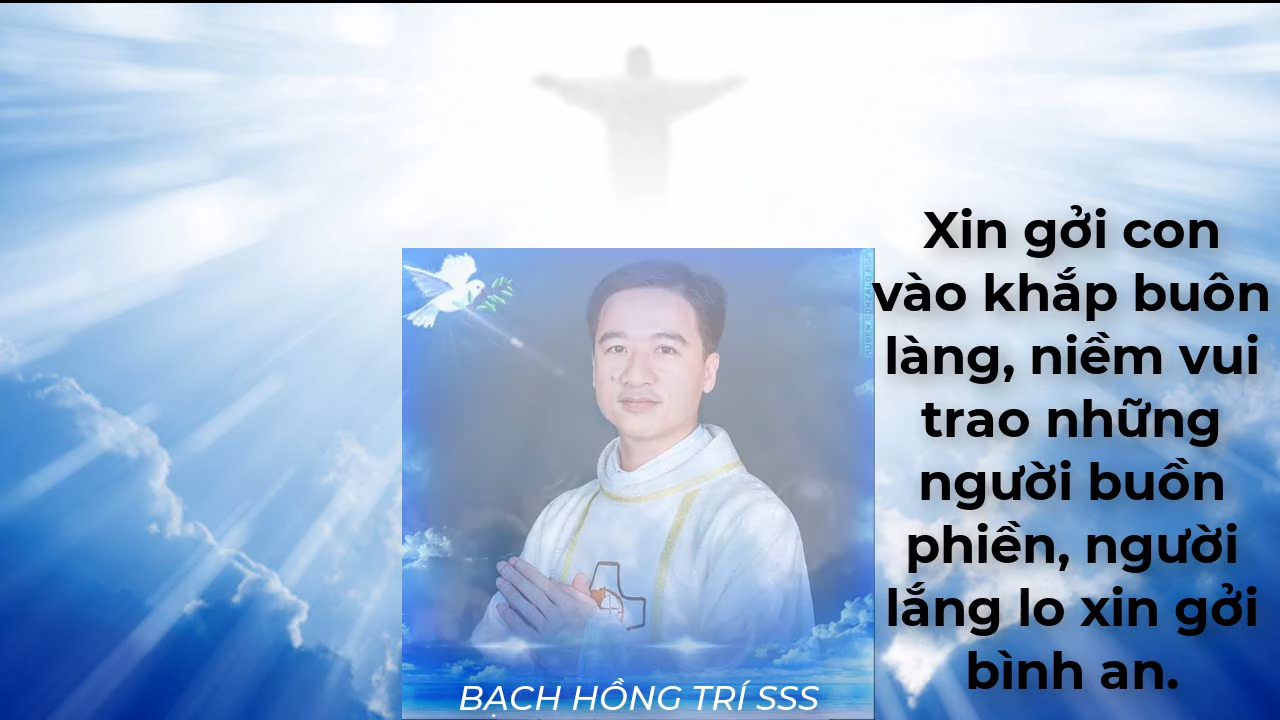 Xin gởi con
vào khắp buôn
làng, niềm vui
trao những
người buồn
phiền, người
lắng lo xin gởi
bình an.
BẠCH HỒNG TRÍ SSS